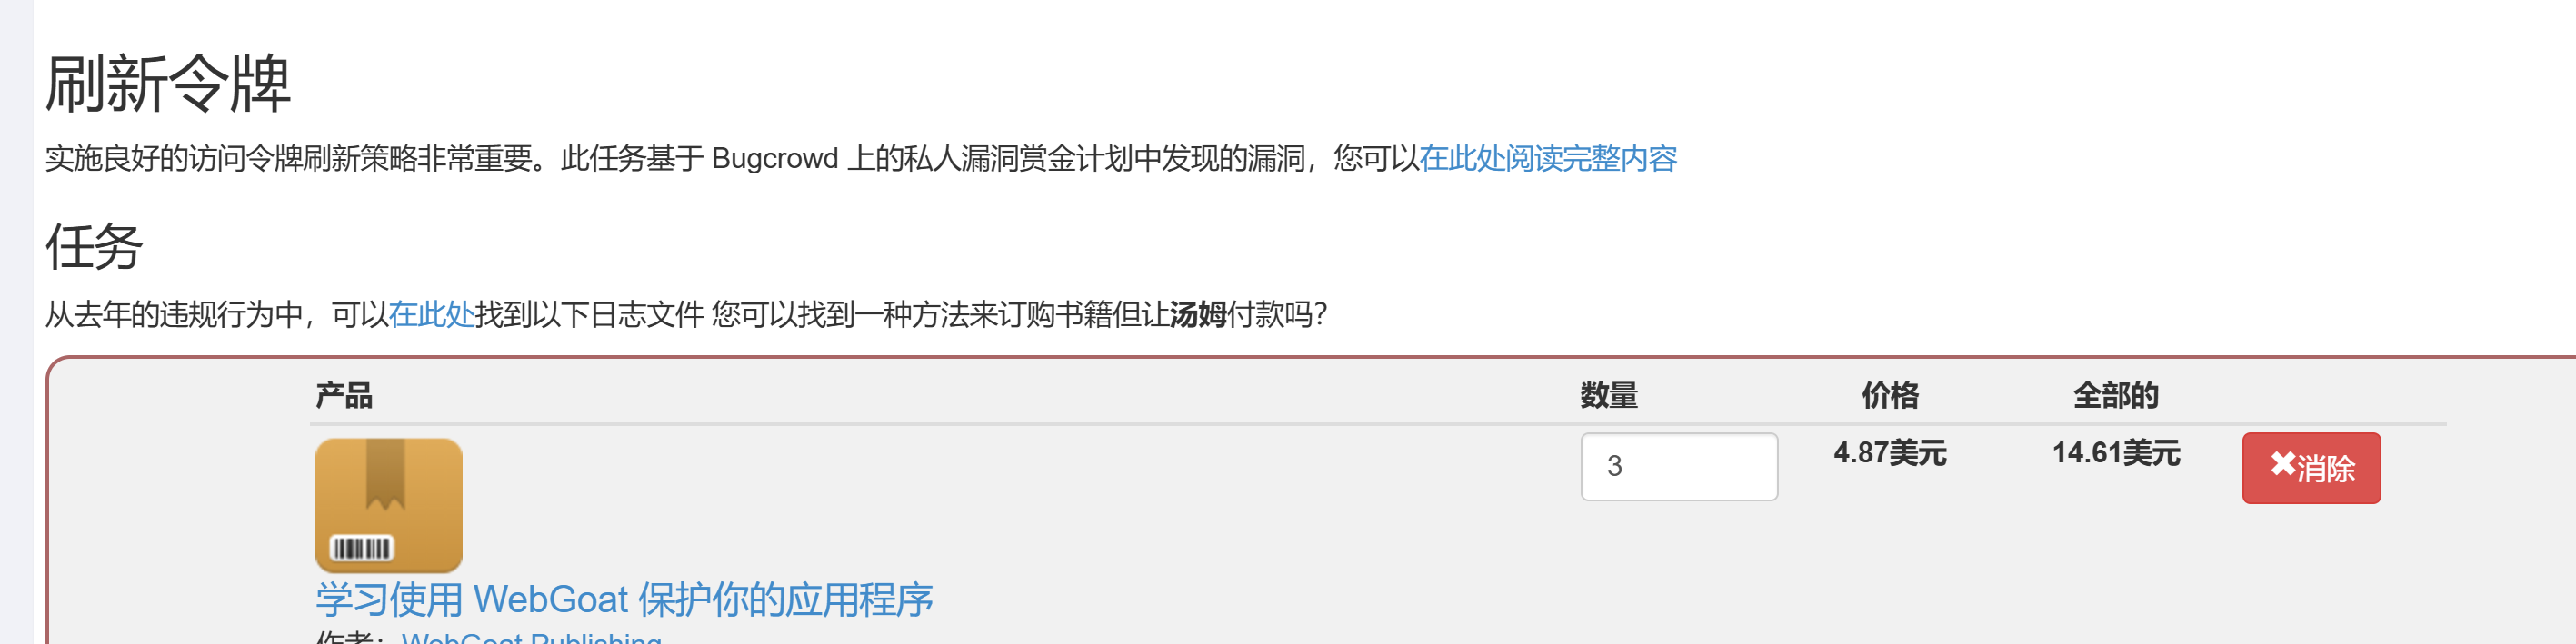 刷新令牌
实施良好的访问令牌刷新策略非常重要。此任务基于 Bugcrowd 上的私人漏洞赏金计划中发现的漏洞，您可以在此处阅读完整内容
任务
从去年的违规行为中，可以在此处找到以下日志文件 您可以找到一种方法来订购书籍但让汤姆付款吗？
产品 数量 价格 全部的
3 4.87美元 14.61美元 ✖消除
学习使用 WebGoat 保护你的应用程序
作者：WebGoat Publishing